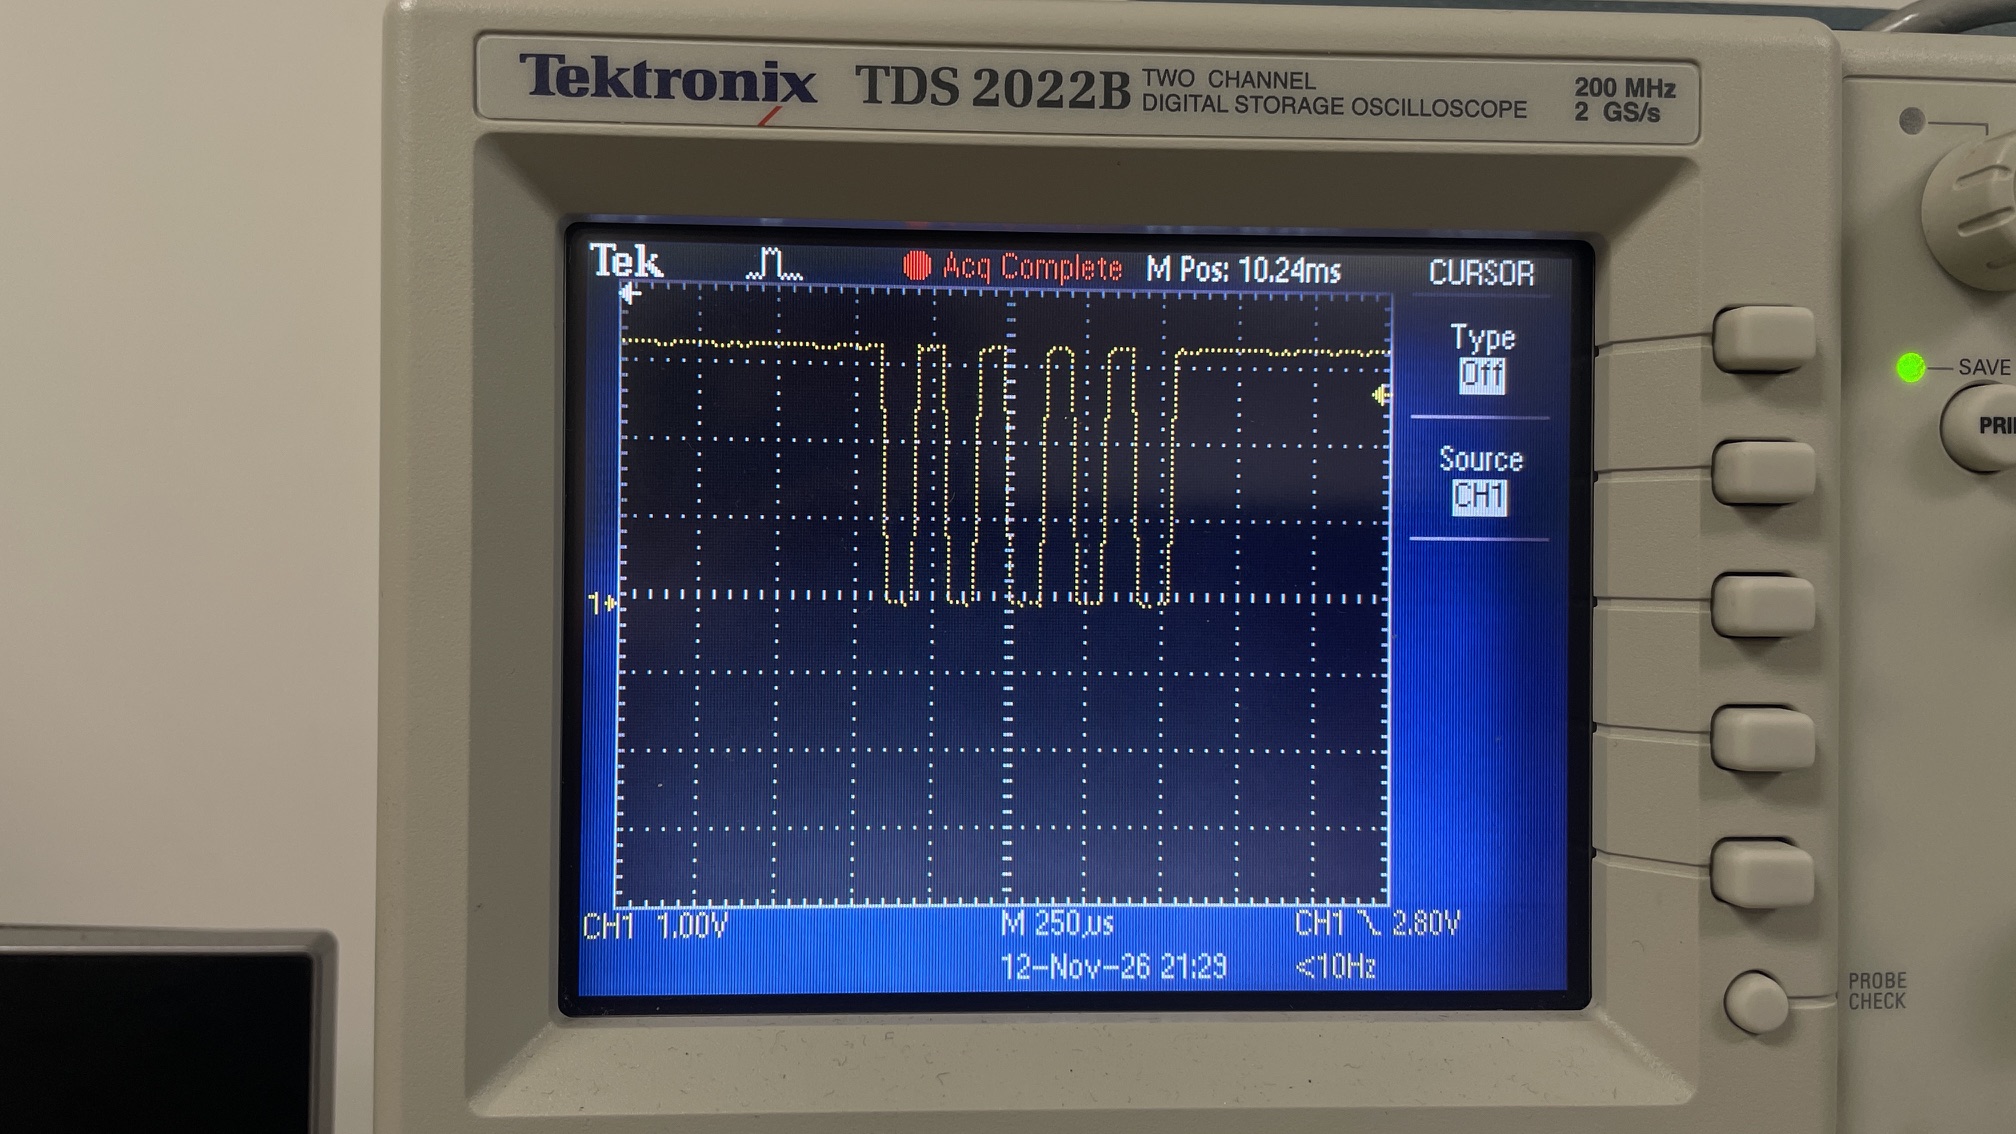 Tektronix TDS 2022B TWO CHANNEL DIGITAL STORAGE OSCILLOSCOPE 200 MHz 2 GS/s
Tek Acq Complete M Pos: 10.24ms CURSOR
Type
Off
SAVE
PRI
Source
CH1
1
CH1 1.00V M 250µs CH1 2.80V
12-Nov-26 21:29 <10Hz
PROBE
CHECK